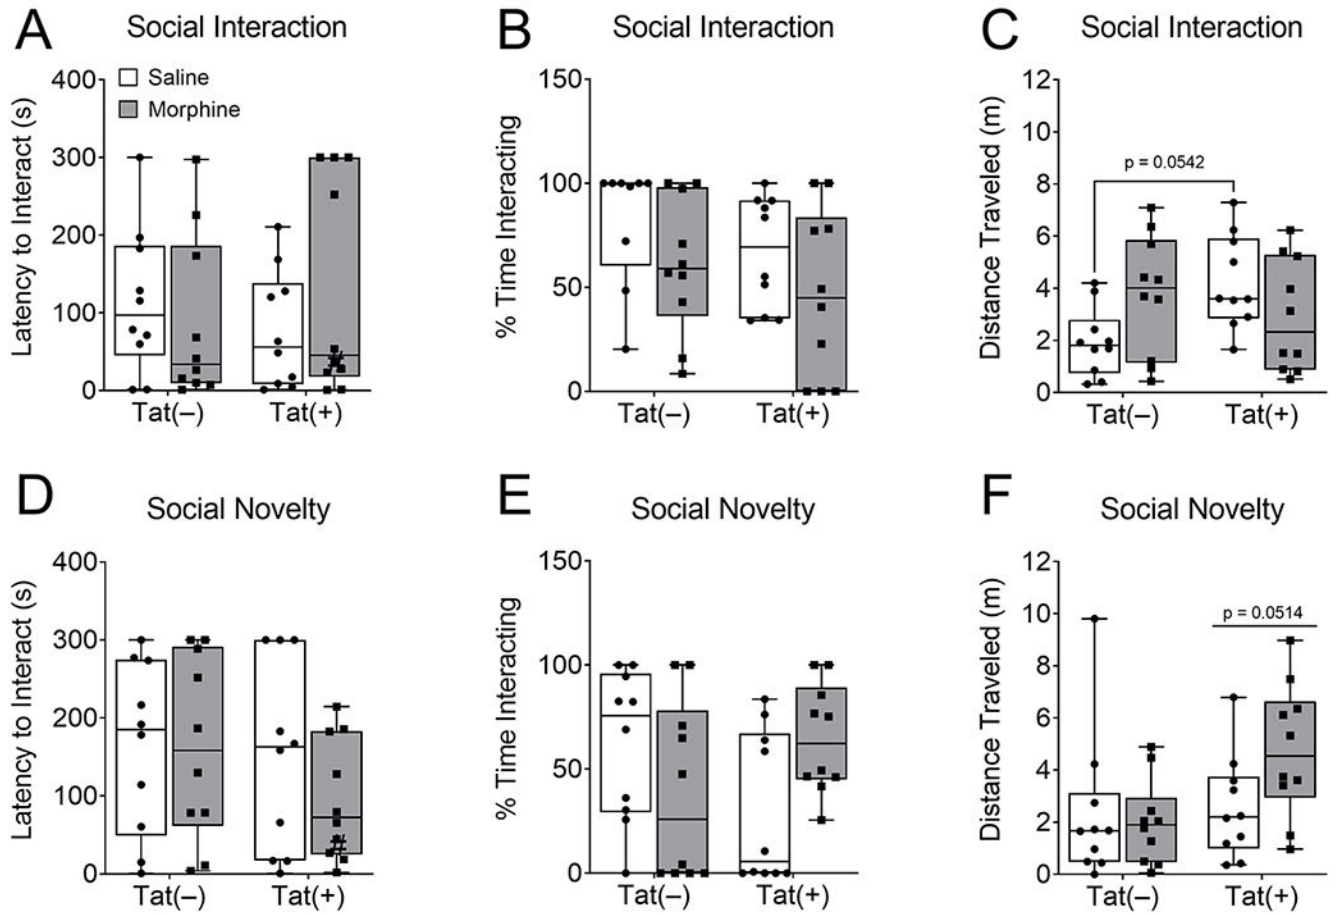 A Social Interaction
Latency to Interact (s)
400
300
200
100
0
Saline
Morphine
#
Tat(–) Tat(+)
B Social Interaction
% Time Interacting
150
100
50
0
Tat(–) Tat(+)
C Social Interaction
Distance Traveled (m)
12
10
8
6
4
2
0
p = 0.0542
Tat(–) Tat(+)
D Social Novelty
Latency to Interact (s)
400
300
200
100
0
#
Tat(–) Tat(+)
E Social Novelty
% Time Interacting
150
100
50
0
Tat(–) Tat(+)
F Social Novelty
Distance Traveled (m)
12
10
8
6
4
2
0
p = 0.0514
Tat(–) Tat(+)